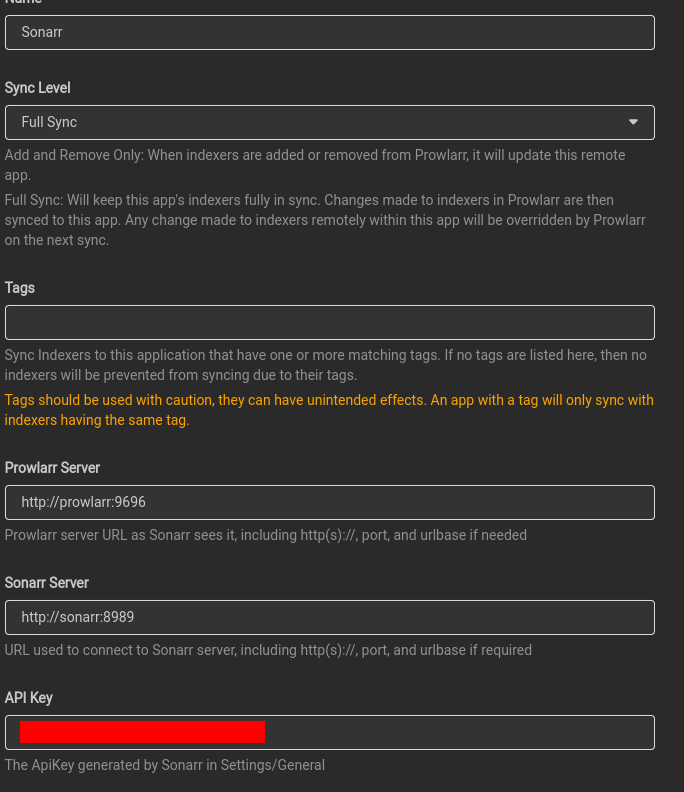 Name
Sonarr
Sync Level
Full Sync
Add and Remove Only: When indexers are added or removed from Prowlarr, it will update this remote
app.
Full Sync: Will keep this app's indexers fully in sync. Changes made to indexers in Prowlarr are then
synced to this app. Any change made to indexers remotely within this app will be overridden by Prowlarr
on the next sync.
Tags
Sync Indexers to this application that have one or more matching tags. If no tags are listed here, then no
indexers will be prevented from syncing due to their tags.
Tags should be used with caution, they can have unintended effects. An app with a tag will only sync with
indexers having the same tag.
Prowlarr Server
http://prowlarr:9696
Prowlarr server URL as Sonarr sees it, including http(s)://, port, and urlbase if needed
Sonarr Server
http://sonarr:8989
URL used to connect to Sonarr server, including http(s)://, port, and urlbase if required
API Key
The ApiKey generated by Sonarr in Settings/General